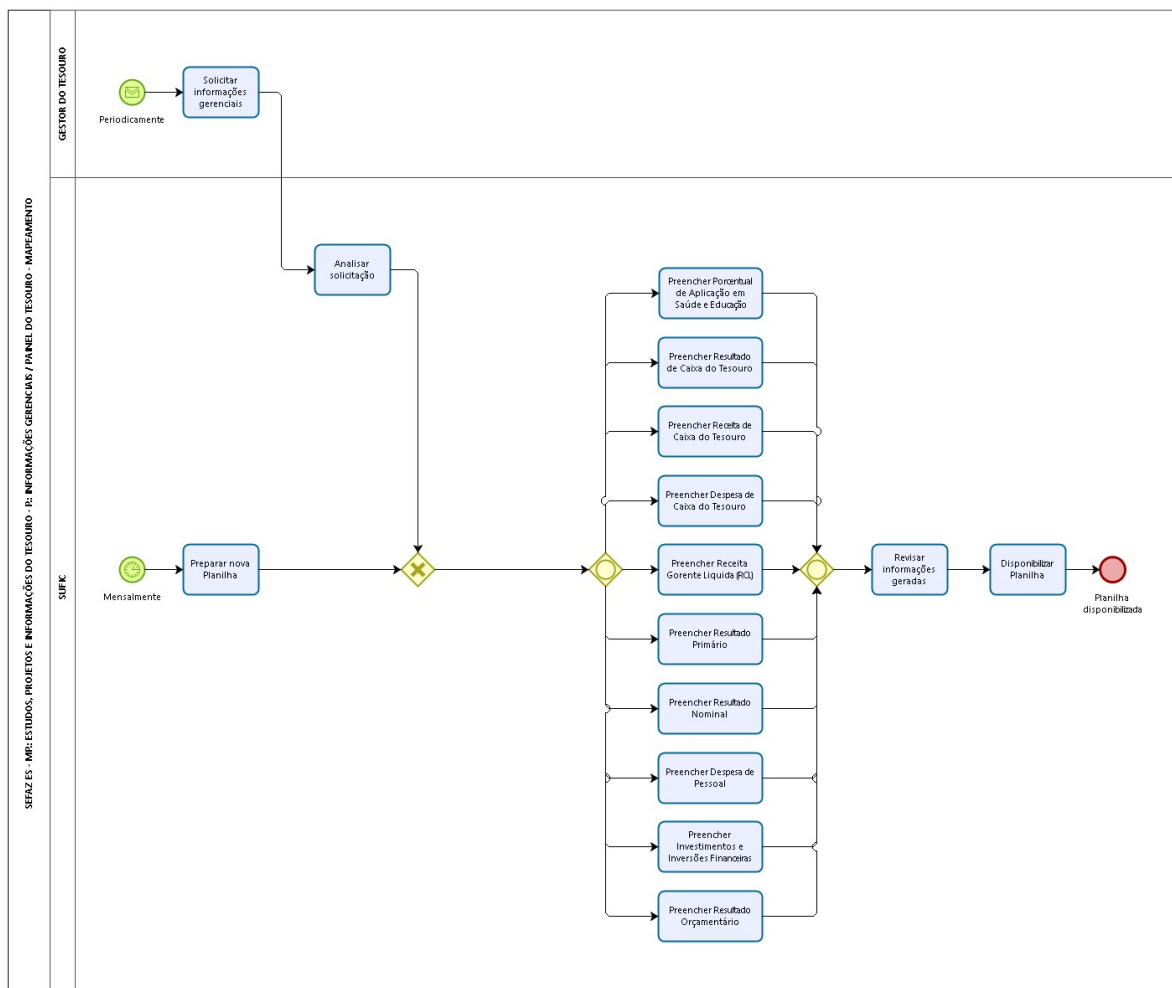 SEFAZ ES - MP:: ESTUDOS, PROJETOS E INFORMAÇÕES DO TESOURO - P:: INFORMAÇÕES GERENCIAIS / PAINEL DO TESOURO - MAPEAMENTO
GESTOR DO TESOURO
Periodicamente
Solicitar
informações
gerenciais
SUFIC
Analisar
solicitação
Mensalmente
Preparar nova
Planilha
Preencher Porcentual
de Aplicação em
Saúde e Educação
Preencher Resultado
de Caixa do Tesouro
Preencher Receita de
Caixa do Tesouro
Preencher Despesa de
Caixa do Tesouro
Preencher Receita
Gorente Liquida (RCL)
Preencher Resultado
Primário
Preencher Resultado
Nominal
Preencher Despesa de
Pessoal
Preencher
Investimentos e
Inversões Financeiras
Preencher Resultado
Orçamentário
Revisar
informações
geradas
Disponibilizar
Planilha
Planilha
disponibilizada